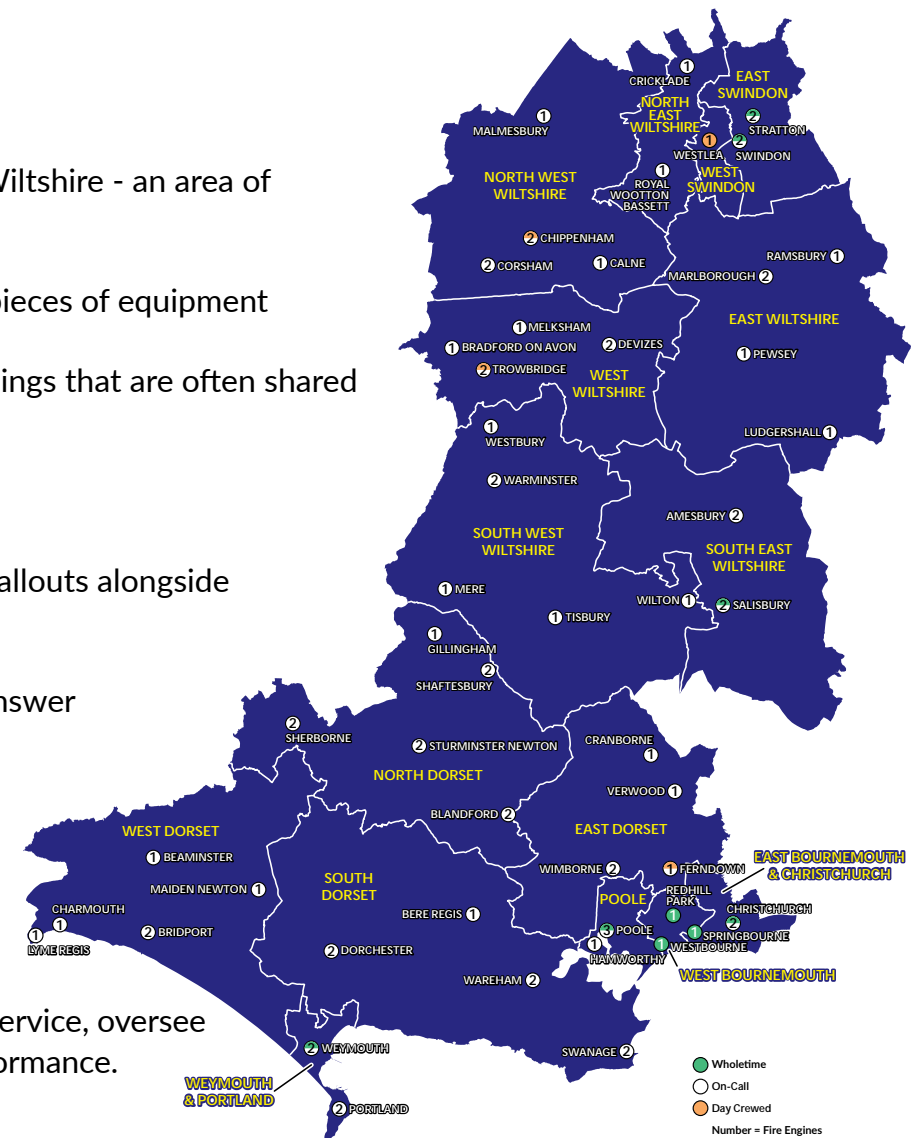 Wiltshire - an area of
pieces of equipment
ings that are often shared
allouts alongside
nswer
ervice, oversee
ormance.
1
CRICKLADE
EAST
SWINDON
NORTH
EAST
WILTSHIRE
1
MALMESBURY
2
STRATTON
1
WESTLEA
2
SWINDON
WEST
SWINDON
NORTH WEST
WILTSHIRE
1
ROYAL
WOOTTON
BASSETT
2 CHIPPENHAM
2 CORSHAM
1 CALNE
RAMSBURY 1
MARLBOROUGH 2
EAST WILTSHIRE
1 MELKSHAM
1 BRADFORD ON AVON
2 DEVIZES
1 PEWSEY
2 TROWBRIDGE
WEST
WILTSHIRE
1
WESTBURY
LUDGERSHALL 1
2 WARMINSTER
AMESBURY 2
SOUTH WEST
WILTSHIRE
SOUTH EAST
WILTSHIRE
1 MERE
WILTON 1
2 SALISBURY
1 TISBURY
1
GILLINGHAM
2
SHAFTESBURY
2
SHERBORNE
2 STURMINSTER NEWTON
CRANBORNE
1
NORTH DORSET
VERWOOD 1
BLANDFORD 2
WEST DORSET
EAST DORSET
1 BEAMINSTER
EAST BOURNEMOUTH
& CHRISTCHURCH
WIMBORNE 2
1 FERNDOWN
SOUTH
DORSET
MAIDEN NEWTON 1
POOLE
REDHILL
PARK
1
CHARMOUTH
1
BERE REGIS 1
CHRISTCHURCH
2
1
LYME REGIS
2 BRIDPORT
3 POOLE
1
SPRINGBOURNE
2 DORCHESTER
1
HAMWORTHY
1
WESTBOURNE
WEST BOURNEMOUTH
WAREHAM 2
2 WEYMOUTH
SWANAGE 2
WEYMOUTH
& PORTLAND
2 PORTLAND
Wholetime
On-Call
Day Crewed
Number = Fire Engines